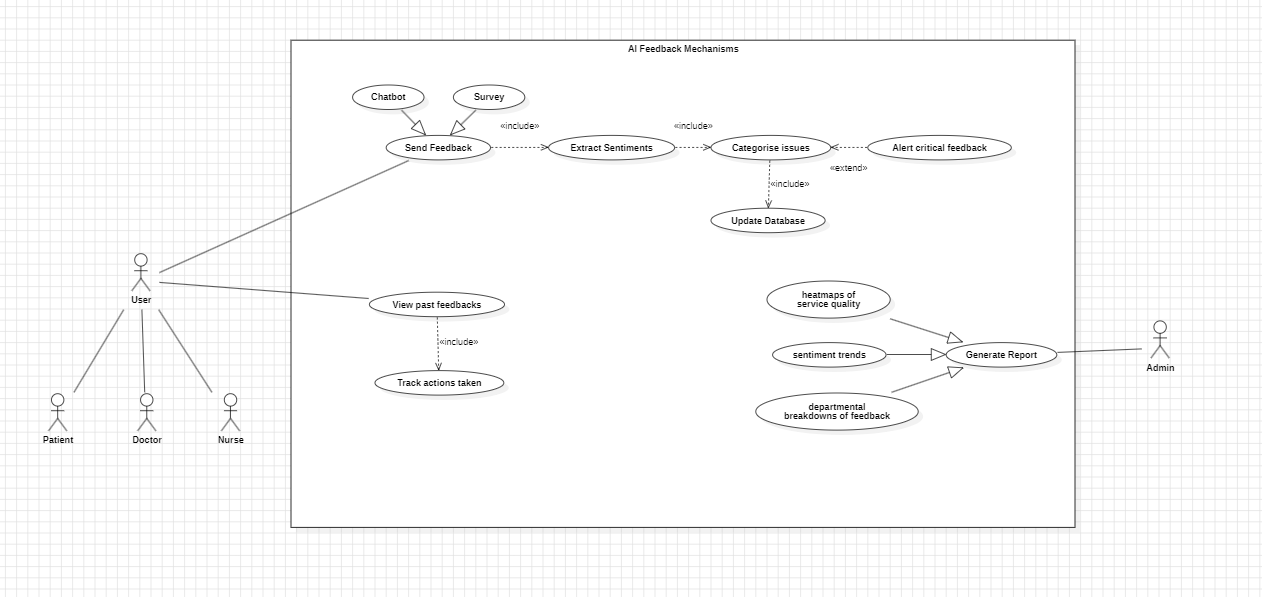 AI Feedback Mechanisms
Chatbot
Survey
«include»
«include»
Send Feedback
Extract Sentiments
Categorise issues
Alert critical feedback
«extend»
«include»
Update Database
User
View past feedbacks
heatmaps of
service quality
«include»
sentiment trends
Generate Report
Admin
Track actions taken
departmental
breakdowns of feedback
Patient
Doctor
Nurse